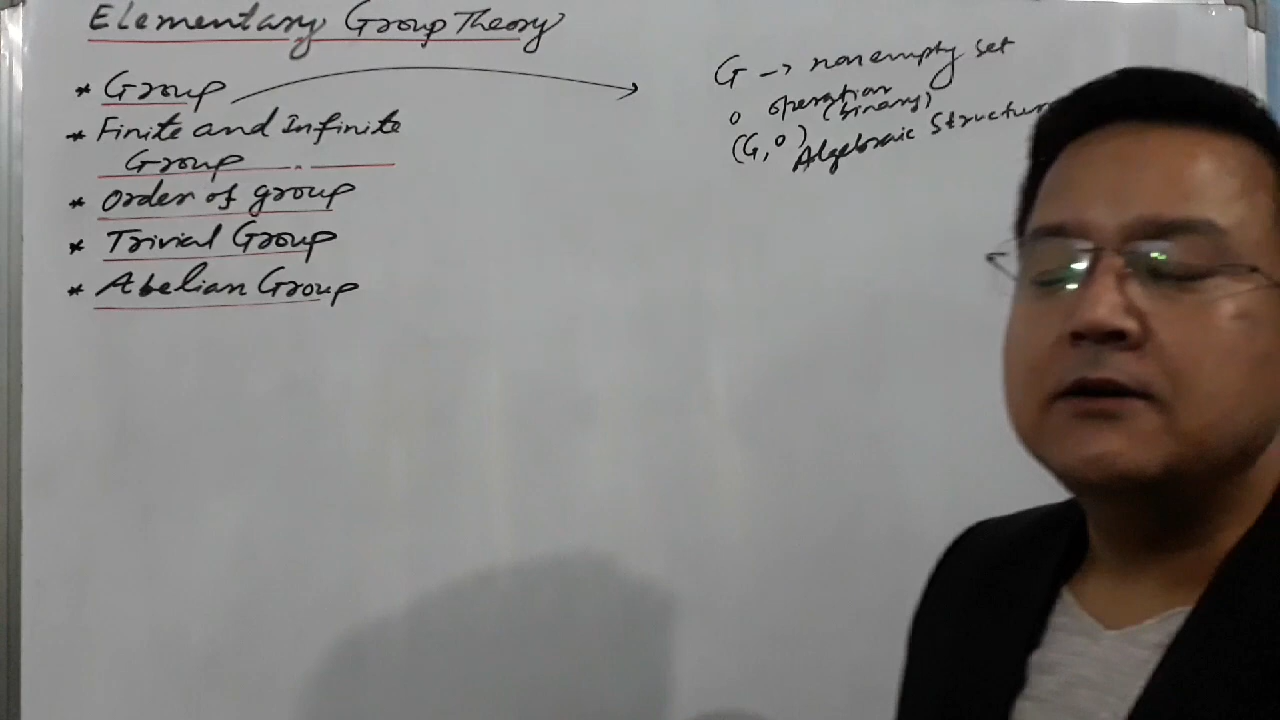 Elementary Group Theory
* Group
* Finite and Infinite
Group
* Order of group
* Trivial Group
* Abelian Group
G → nonempty set
o operation
(binary)
(G, o) Algebraic Structure